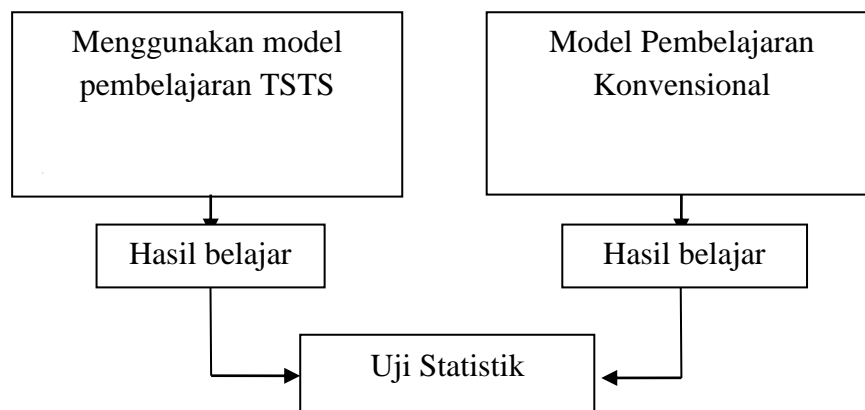 Menggunakan model
pembelajaran TSTS
Model Pembelajaran
Konvensional
Hasil belajar
Hasil belajar
Uji Statistik